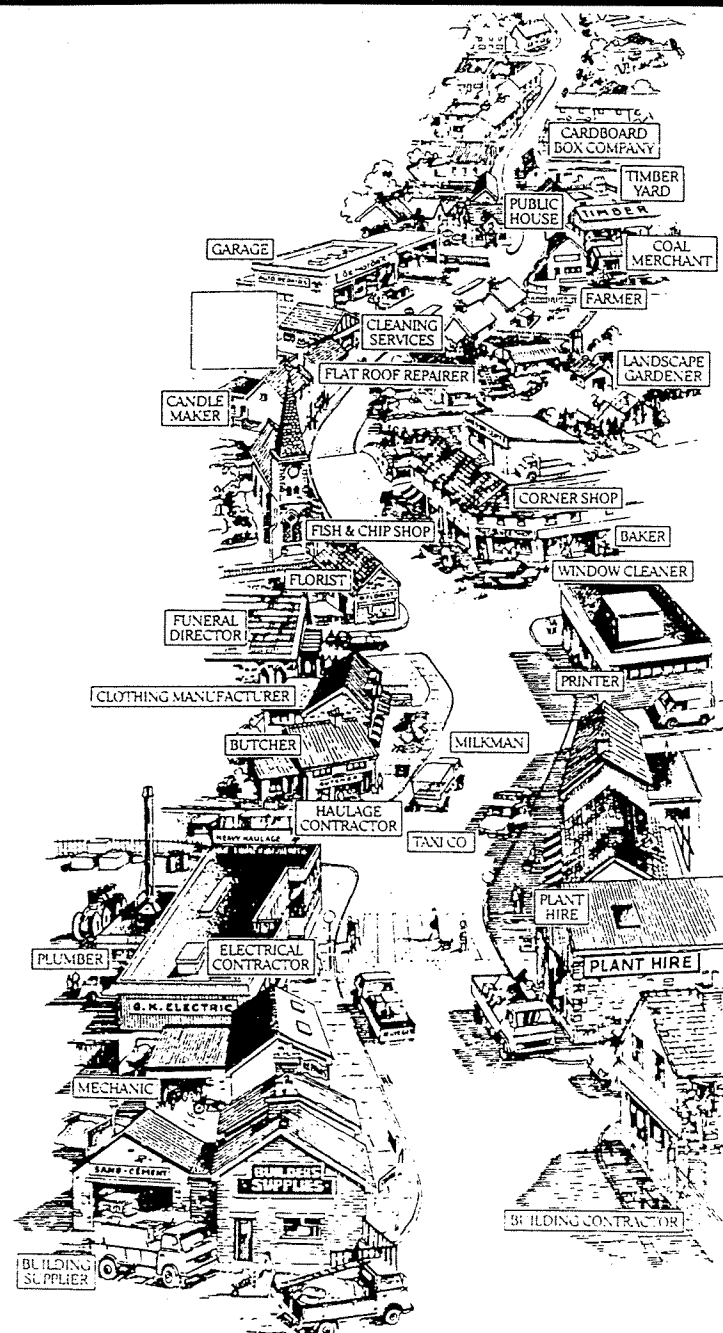 CARDBOARD
BOX COMPANY
TIMBER
YARD
PUBLIC
HOUSE
TIMBER
GARAGE
COAL
MERCHANT
FARMER
CLEANING
SERVICES
FLAT ROOF REPAIRER
LANDSCAPE
GARDENER
CANDLE
MAKER
CORNER SHOP
FISH & CHIP SHOP
BAKER
FLORIST
WINDOW CLEANER
FUNERAL
DIRECTOR
PRINTER
CLOTHING MANUFACTURER
BUTCHER
MILKMAN
HAULAGE
CONTRACTOR
HEAVY HAULAGE
TAXI CO
PLANT
HIRE
PLUMBER
ELECTRICAL
CONTRACTOR
PLANT HIRE
G.K. ELECTRIC
MECHANIC
SAND · CEMENT
BUILDERS
SUPPLIES
BUILDING CONTRACTOR
BUILDING
SUPPLIER